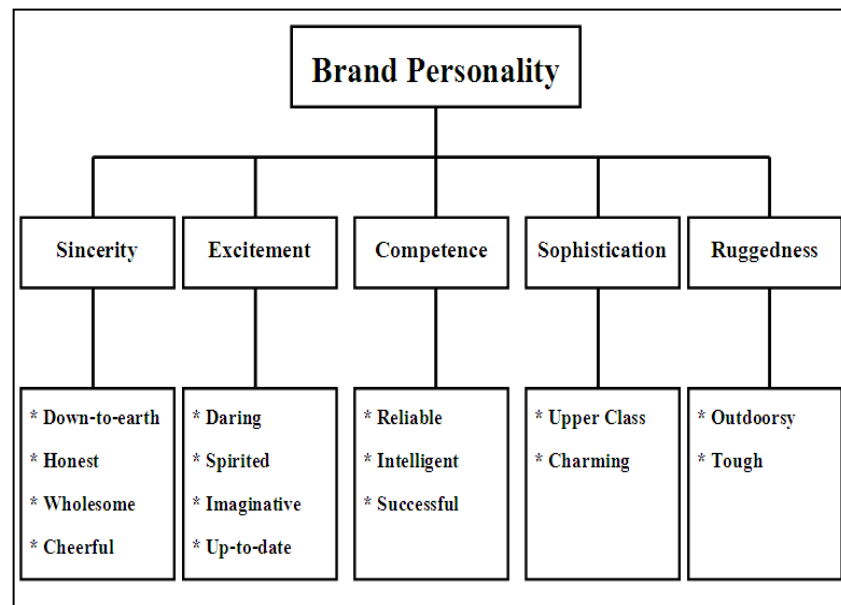 Brand Personality
Sincerity
Excitement
Competence
Sophistication
Ruggedness
* Down-to-earth
* Honest
* Wholesome
* Cheerful
* Daring
* Spirited
* Imaginative
* Up-to-date
* Reliable
* Intelligent
* Successful
* Upper Class
* Charming
* Outdoorsy
* Tough